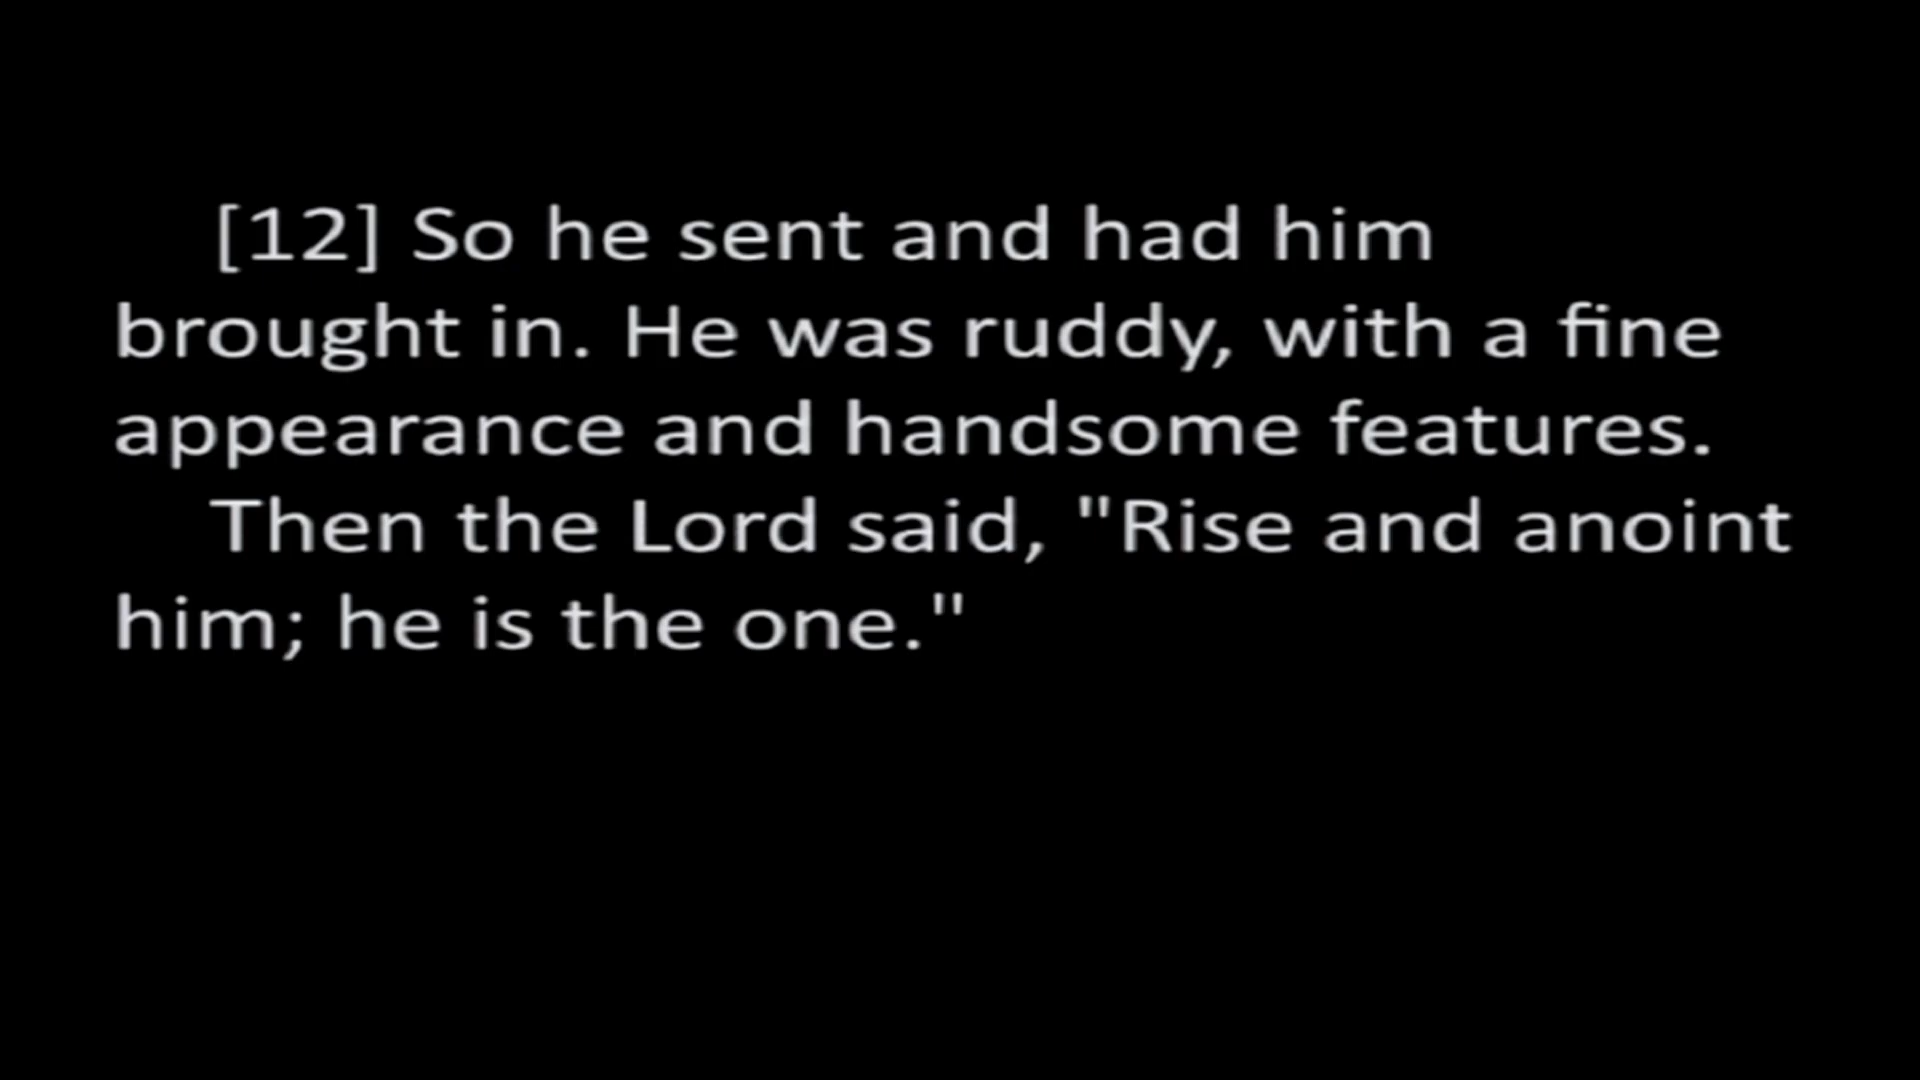 [12] So he sent and had him
brought in. He was ruddy, with a fine
appearance and handsome features.
Then the Lord said, "Rise and anoint
him; he is the one."